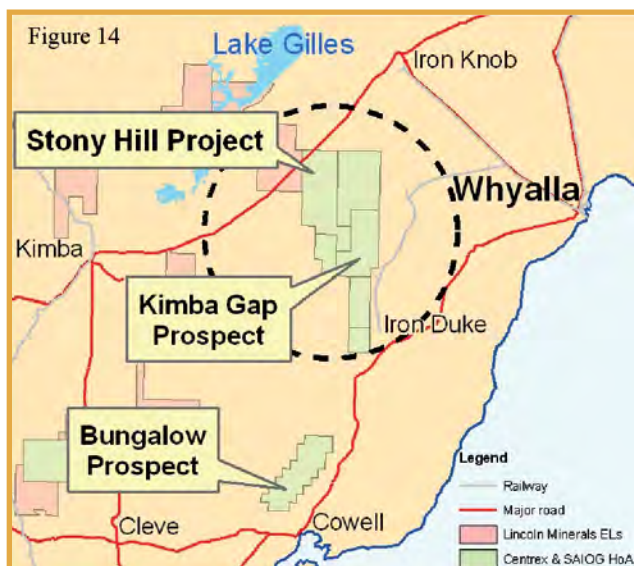 Figure 14
Lake Gilles
Iron Knob
Stony Hill Project
Whyalla
Kimba
Kimba Gap
Prospect
Iron Duke
Bungalow
Prospect
Cleve
Cowell
Legend
Railway
Major road
Lincoln Minerals ELs
Centrex & SAIOG HoA